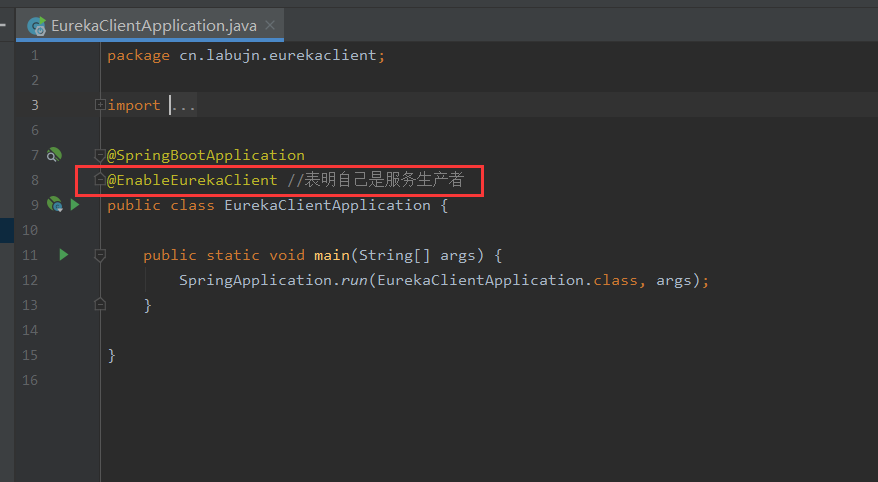 EurekaClientApplication.java
1 package cn.labujn.eurekaclient;
2
3 import ...
6
7 @SpringBootApplication
8 @EnableEurekaClient //表明自己是服务生产者
9 public class EurekaClientApplication {
10
11 public static void main(String[] args) {
12 SpringApplication.run(EurekaClientApplication.class, args);
13 }
14
15 }
16